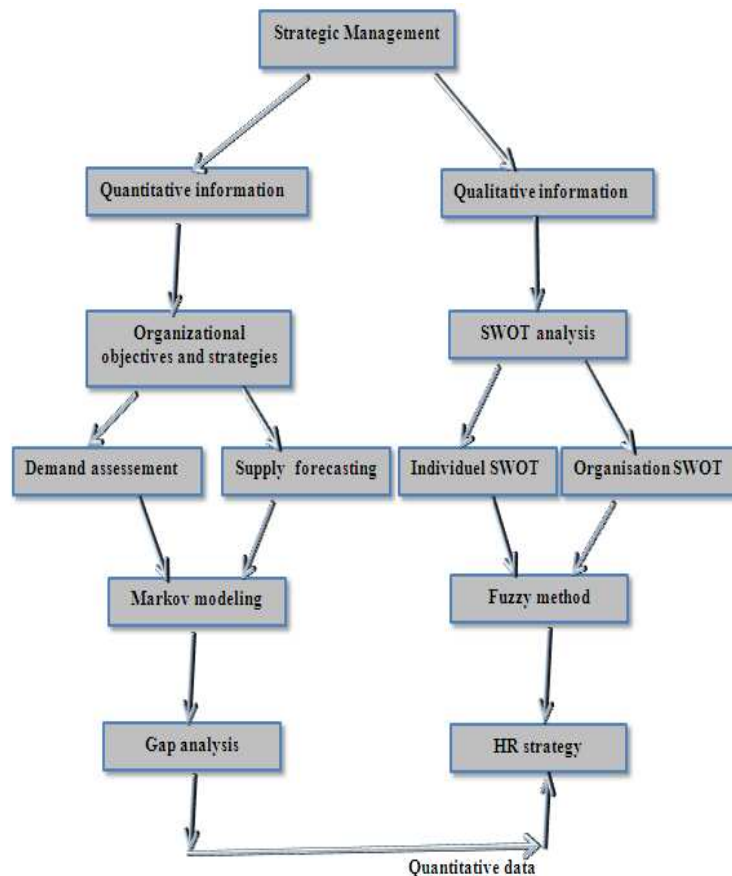 Strategic Management
Quantitative information
Qualitative information
Organizational
objectives and strategies
SWOT analysis
Demand assessement
Supply forecasting
Individuel SWOT
Organisation SWOT
Markov modeling
Fuzzy method
Gap analysis
HR strategy
Quantitative data